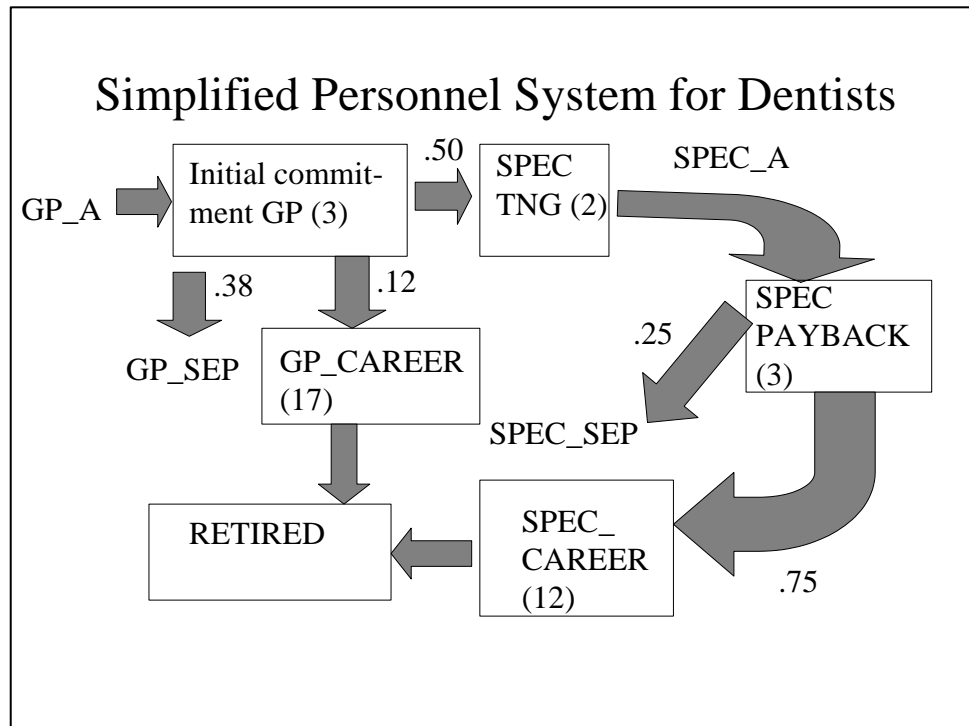 Simplified Personnel System for Dentists
GP_A
Initial commit-
ment GP (3)
.50
SPEC
TNG (2)
SPEC_A
.38
GP_SEP
.12
GP_CAREER
(17)
SPEC
PAYBACK
(3)
.25
SPEC_SEP
.75
SPEC_
CAREER
(12)
RETIRED